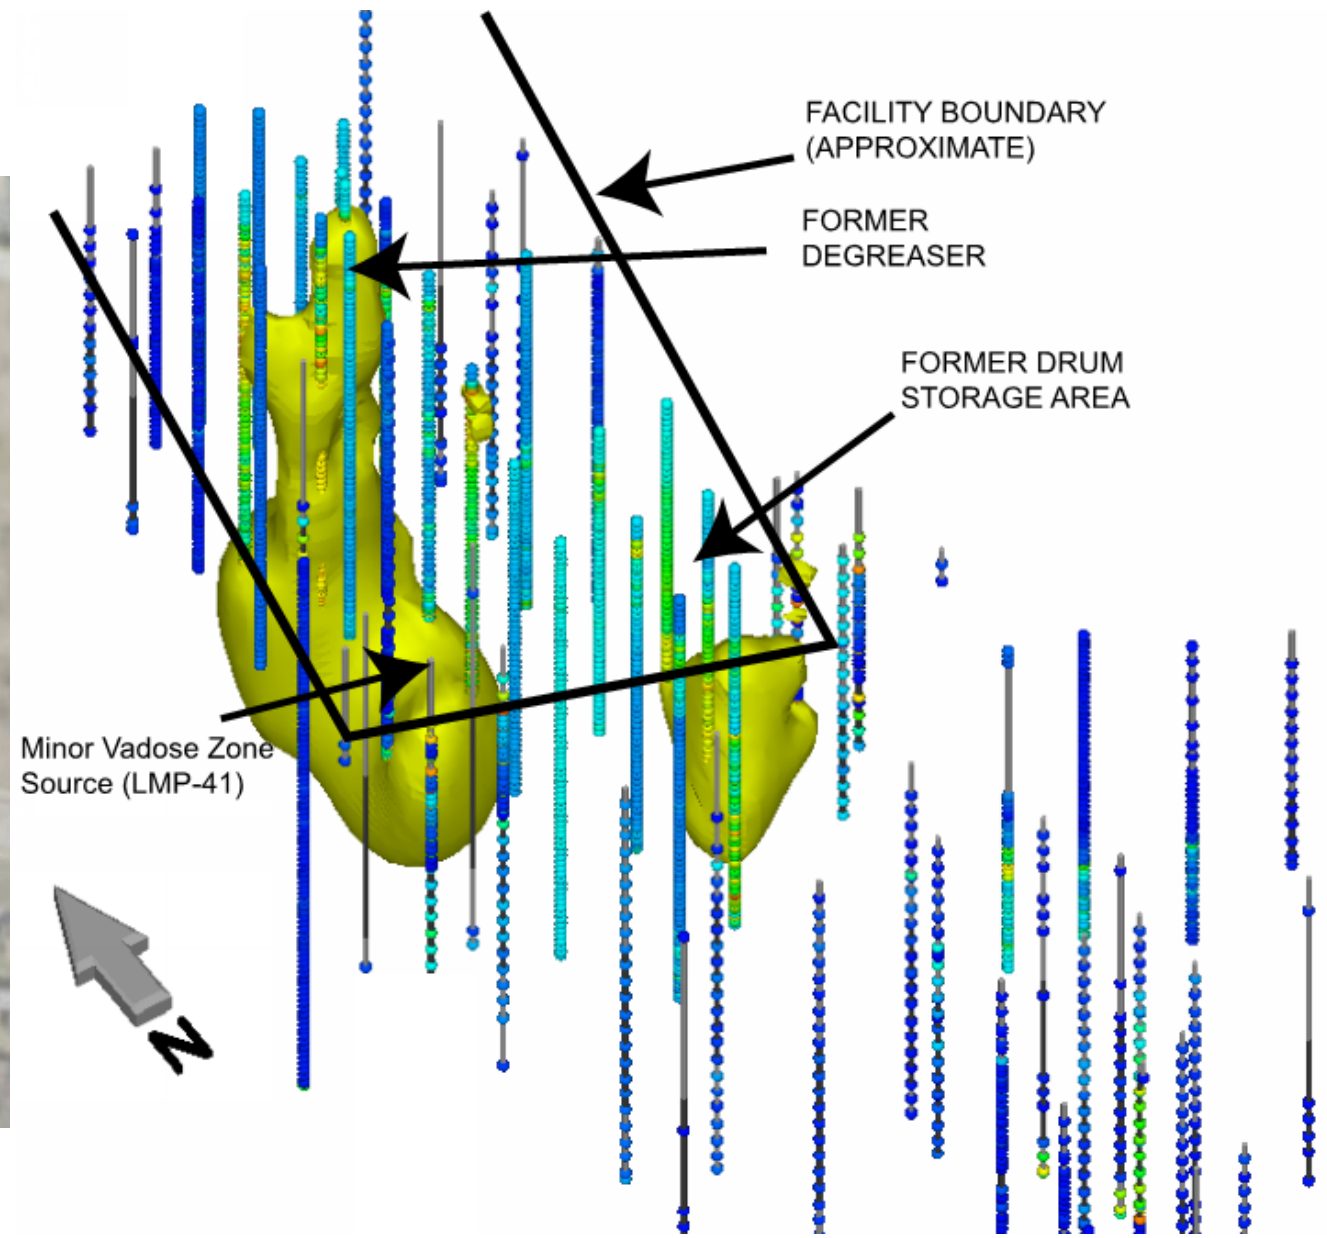 FACILITY BOUNDARY
(APPROXIMATE)
FORMER
DEGREASER
FORMER DRUM
STORAGE AREA
Minor Vadose Zone
Source (LMP-41)
N